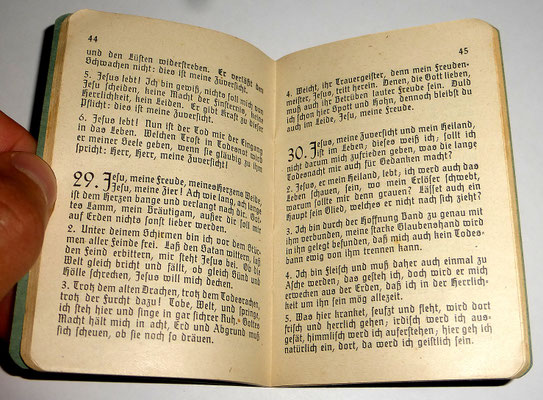 44
und den Lüsten widerstreben. Er verläßt den
Schwachen nicht: dies ist meine Zuversicht.
5. Jesus lebt! Ich bin gewiß, nichts soll mich von
Jesu scheiden, keine Macht der Finsternis, keine
Herrlichkeit, kein Leiden. Er gibt Kraft zu dieser
Pflicht: dies ist meine Zuversicht.
6. Jesus lebt! Nun ist der Tod mir der Eingang
in das Leben. Welchen Trost in Todesnot wird
er meiner Seele geben, wenn sie gläubig zu ihm
spricht: Herr, Herr, meine Zuversicht!
29. Jesu, meine Freude, meines Herzens Weide,
Jesu, meine Zier! Ach wie lang, ach lange
ist dem Herzen bange und verlangt nach dir. Got-
tes Lamm, mein Bräutigam, außer dir soll mir
auf Erden nichts sonst lieber werden.
2. Unter deinem Schirmen bin ich vor dem Stür-
men aller Feinde frei. Laß den Satan wittern, laß
den Feind erbittern, mir steht Jesus bei. Ob die
Welt gleich bricht und fällt, ob gleich Sünd und
Hölle schrecken, Jesus will mich decken.
3. Trotz dem alten Drachen, trotz dem Todesrachen,
trotz der Furcht dazu! Tobe, Welt, und springe,
ich steh hier und singe in gar sichrer Ruh. Gottes
Macht hält mich in acht, Erd und Abgrund muß
sich scheuen, ob sie noch so dräuen.
45
4. Weicht, ihr Trauergeister, denn mein Freuden-
meister, Jesus, tritt herein. Denen, die Gott lieben,
muß auch ihr Betrüben lauter Freude sein. Duld
ich schon hier Spott und Hohn, dennoch bleibst du
auch im Leide, Jesu, meine Freude.
30. Jesus, meine Zuversicht und mein Heiland,
ist im Leben; dieses weiß ich; sollt ich
nicht darum mich zufrieden geben, was die lange
Todesnacht mir auch für Gedanken macht?
2. Jesus, er mein Heiland, lebt; ich werd auch das
Leben schauen, sein, wo mein Erlöser schwebt,
warum sollte mir denn grauen? Lässet auch ein
Haupt sein Glied, welches er nicht nach sich zieht?
3. Ich bin durch der Hoffnung Band zu genau mit
ihm verbunden, meine starke Glaubenshand wird
in ihn gelegt befunden, daß mich auch kein Todes-
bann ewig von ihm trennen kann.
4. Ich bin Fleisch und muß daher auch einmal zu
Asche werden; das gesteh ich, doch wird er mich
erwecken aus der Erden, daß ich in der Herrlich-
keit um ihn sein mög allezeit.
5. Was hier kranket, seufzt und fleht, wird dort
frisch und herrlich gehen; irdisch werd ich aus-
gesät, himmlisch werd ich auferstehen; hier geh ich
natürlich ein, dort, da werd ich geistlich sein.